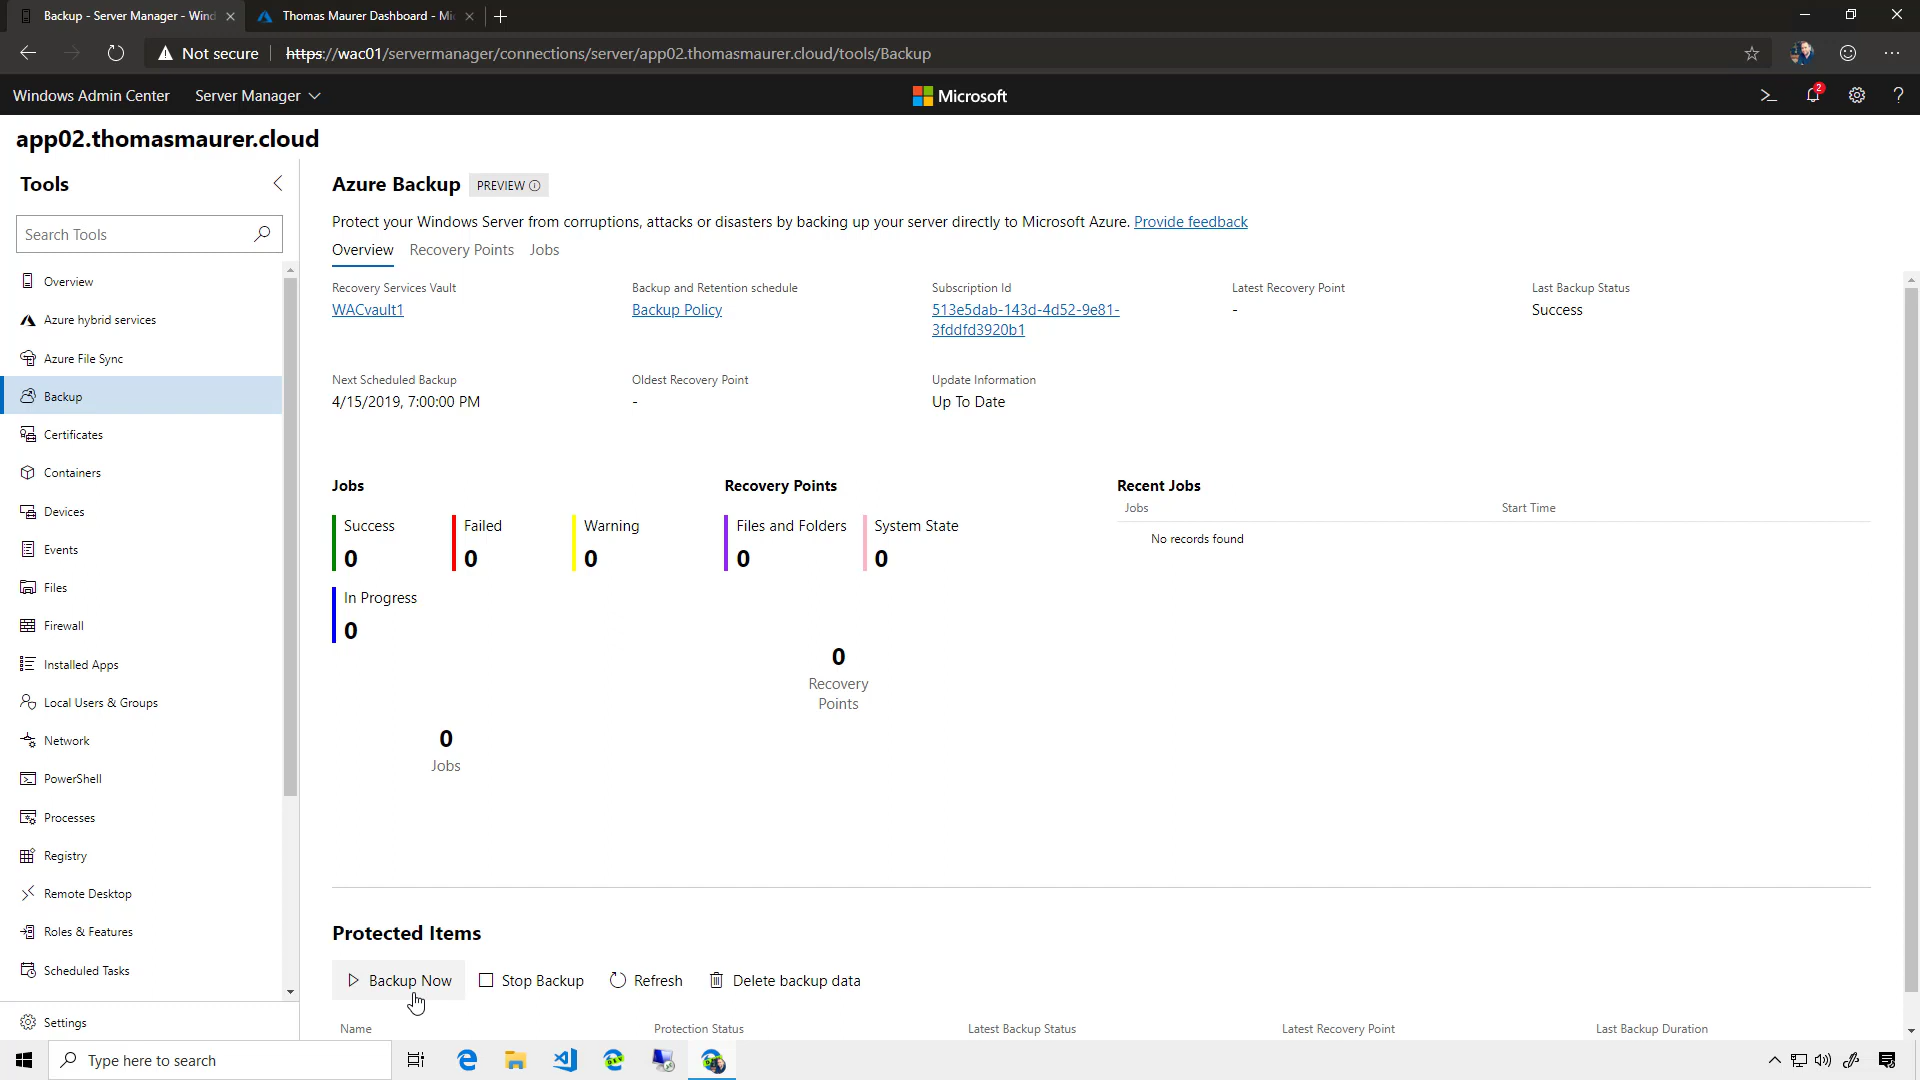 Backup - Server Manager - Wind
Thomas Maurer Dashboard - Mi
Not secure
https://wac01/servermanager/connections/server/app02.thomasmaurer.cloud/tools/Backup
Windows Admin Center
Server Manager
Microsoft
2
app02.thomasmaurer.cloud
Tools
Search Tools
Overview
Azure hybrid services
Azure File Sync
Backup
Certificates
Containers
Devices
Events
Files
Firewall
Installed Apps
Local Users & Groups
Network
PowerShell
Processes
Registry
Remote Desktop
Roles & Features
Scheduled Tasks
Settings
Azure Backup PREVIEW
Protect your Windows Server from corruptions, attacks or disasters by backing up your server directly to Microsoft Azure. Provide feedback
Overview Recovery Points Jobs
Recovery Services Vault
WACvault1
Backup and Retention schedule
Backup Policy
Subscription Id
513e5dab-143d-4d52-9e81-
3fddfd3920b1
Latest Recovery Point
-
Last Backup Status
Success
Next Scheduled Backup
4/15/2019, 7:00:00 PM
Oldest Recovery Point
-
Update Information
Up To Date
Jobs
Success
0
Failed
0
Warning
0
In Progress
0
0
Jobs
Recovery Points
Files and Folders
0
System State
0
0
Recovery
Points
Recent Jobs
Jobs Start Time
No records found
Protected Items
Backup Now Stop Backup Refresh Delete backup data
Name Protection Status Latest Backup Status Latest Recovery Point Last Backup Duration
Type here to search